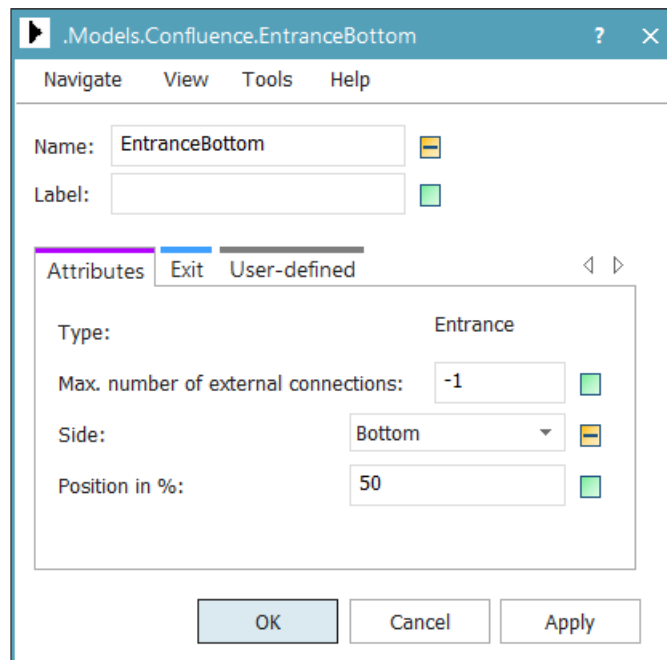 .Models.Confluence.EntranceBottom ? ×
Navigate View Tools Help
Name: EntranceBottom
Label:
Attributes Exit User-defined
Type: Entrance
Max. number of external connections: -1
Side: Bottom
Position in %: 50
OK Cancel Apply